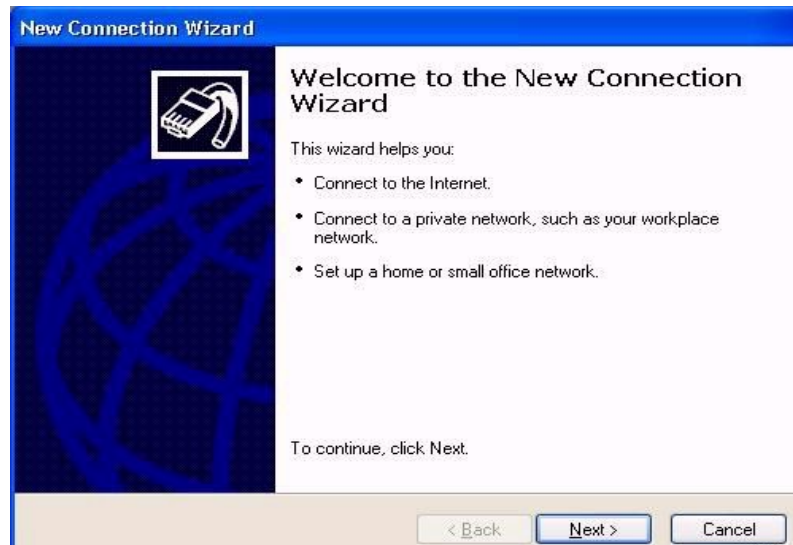 New Connection Wizard
Welcome to the New Connection
Wizard
This wizard helps you:
• Connect to the Internet.
• Connect to a private network, such as your workplace
network.
• Set up a home or small office network.
To continue, click Next.
< Back
Next >
Cancel